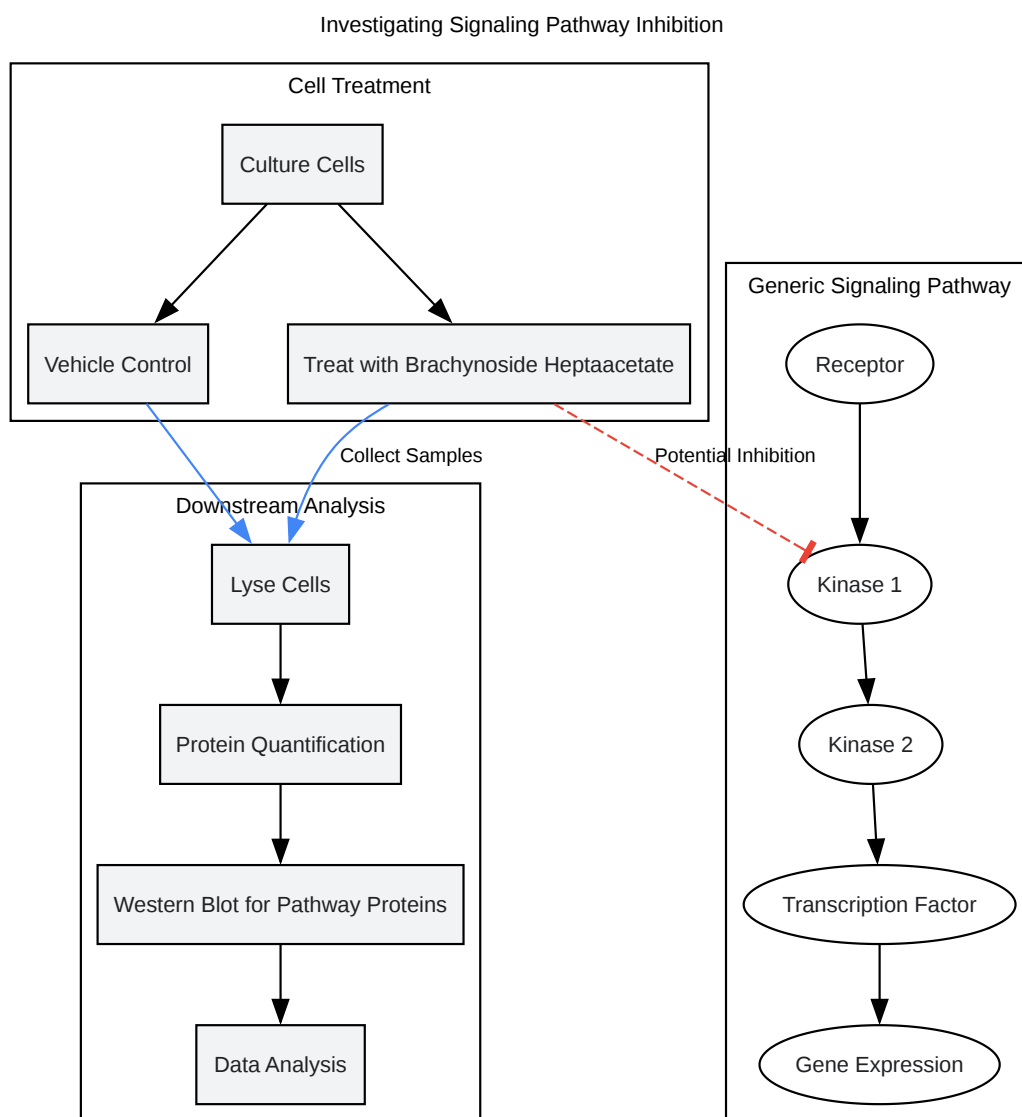 Investigating Signaling Pathway Inhibition
Cell Treatment
Culture Cells
Vehicle Control
Treat with Brachynoside Heptaacetate
Collect Samples
Potential Inhibition
Downstream Analysis
Lyse Cells
Protein Quantification
Western Blot for Pathway Proteins
Data Analysis
Generic Signaling Pathway
Receptor
Kinase 1
Kinase 2
Transcription Factor
Gene Expression